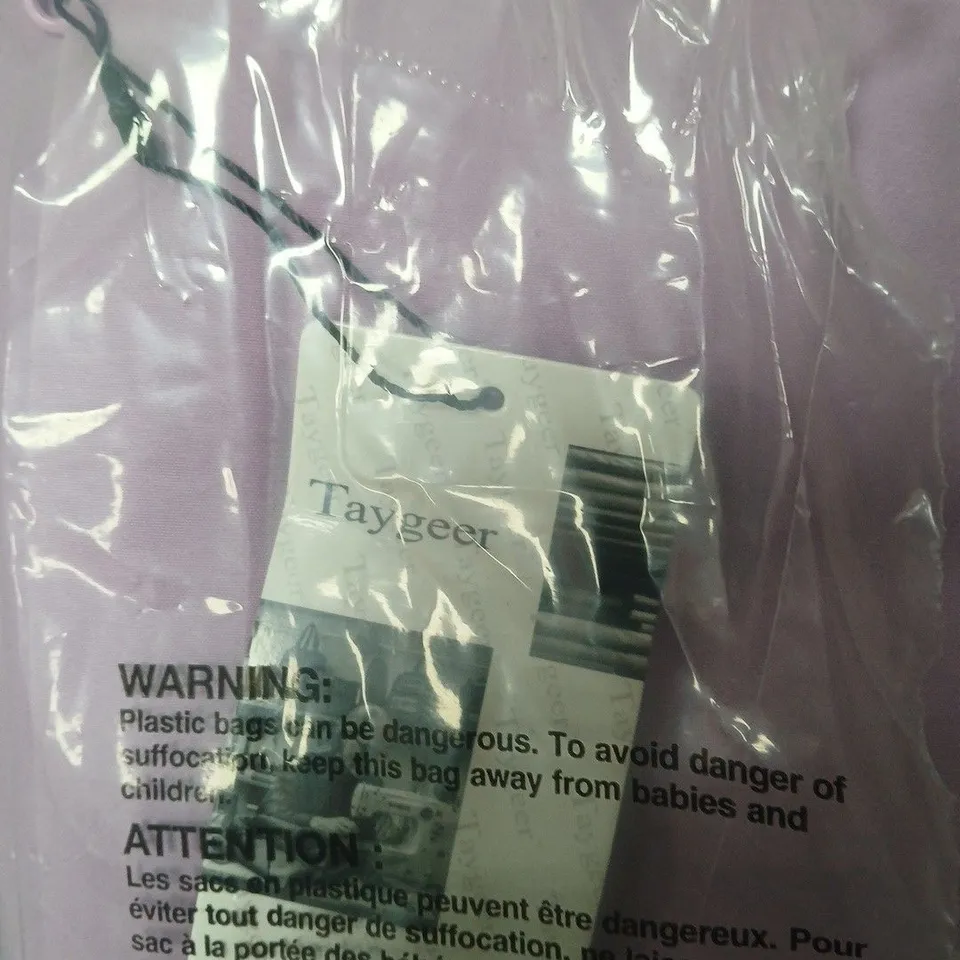 Taygeer
WARNING:
Plastic bags can be dangerous. To avoid danger of
suffocation, keep this bag away from babies and
children.
ATTENTION :
Les sacs en plastique peuvent être dangereux. Pour
éviter tout danger de suffocation, ne
sac à la portée des